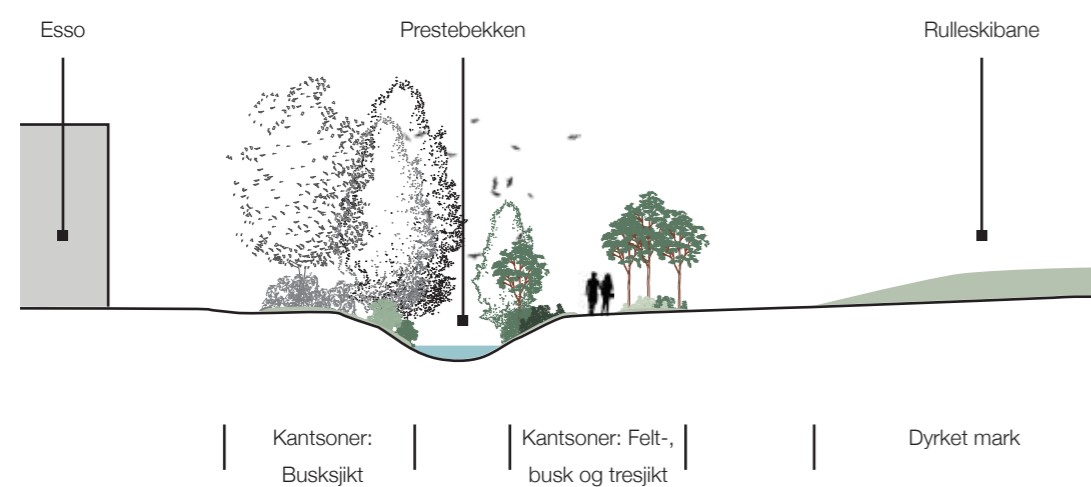 Esso
Prestebekken
Rulleskibane
Kantsoner:
Busksjikt
Kantsoner: Felt-,
busk og tresjikt
Dyrket mark